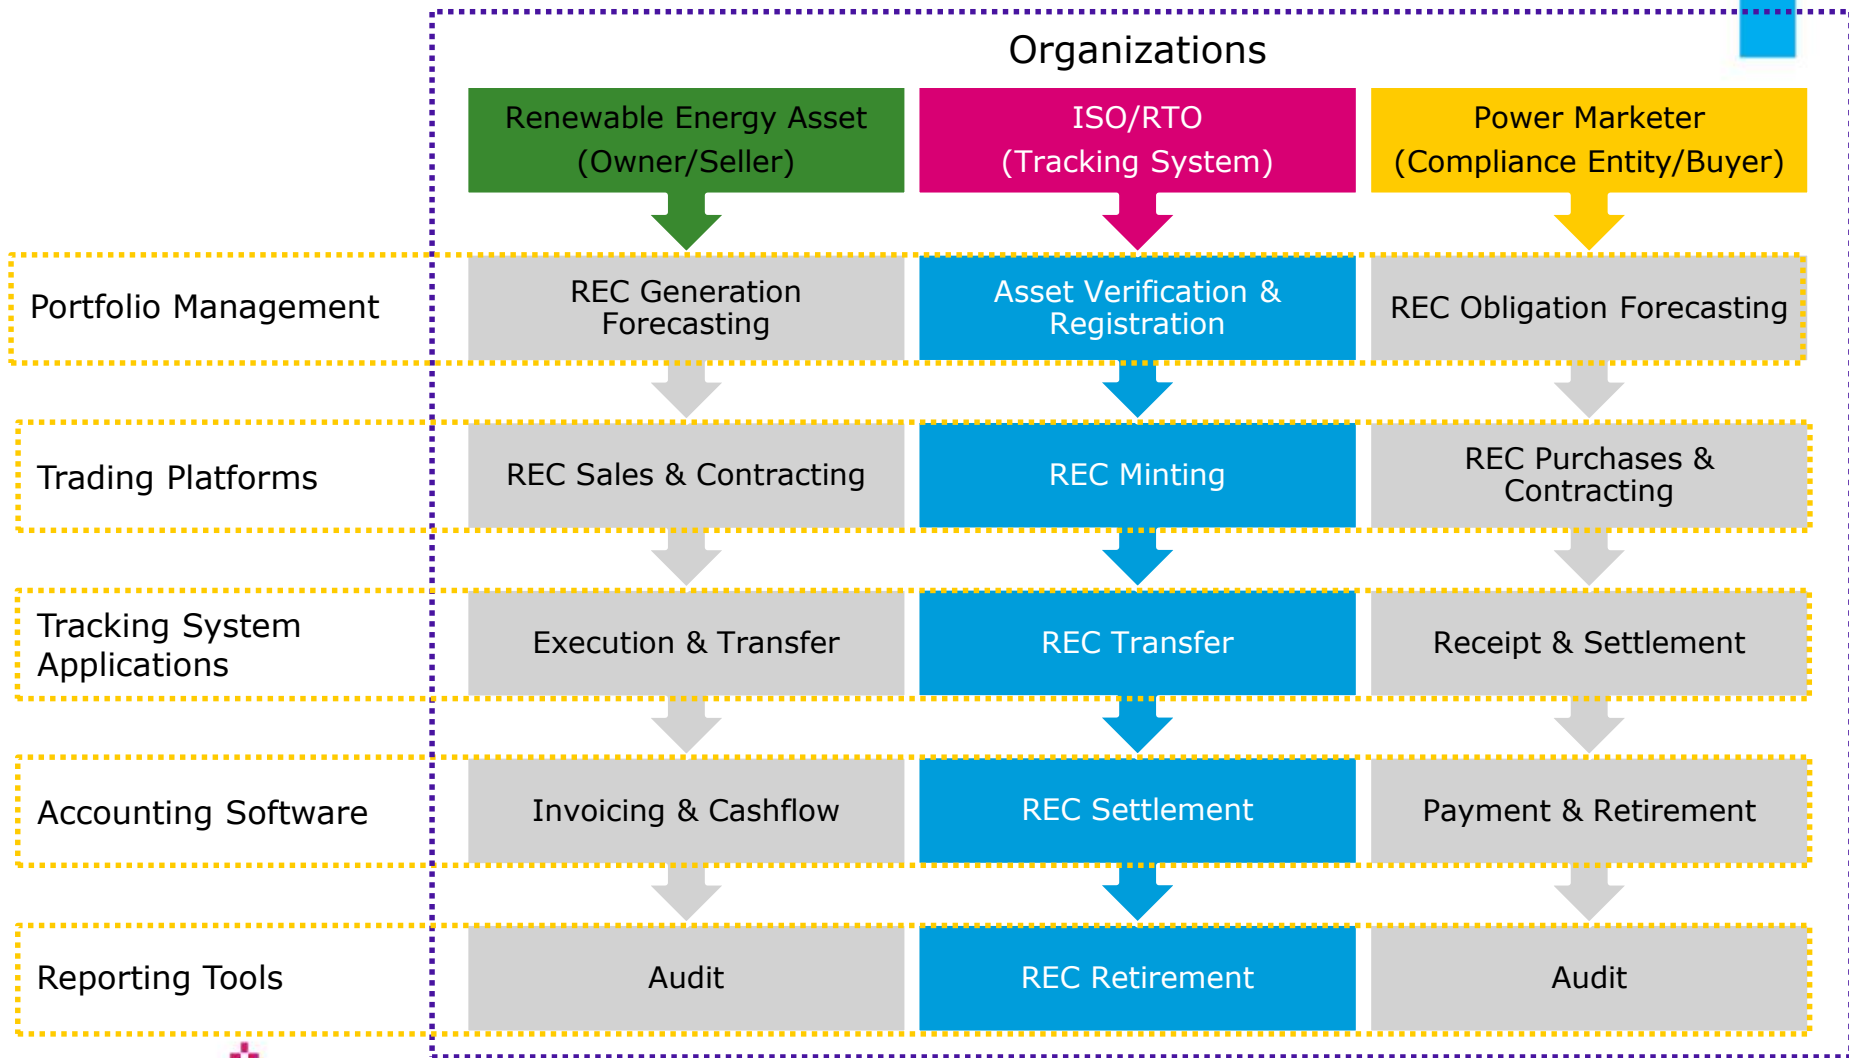 Organizations
Renewable Energy Asset
(Owner/Seller)
ISO/RTO
(Tracking System)
Power Marketer
(Compliance Entity/Buyer)
Portfolio Management
REC Generation
Forecasting
Asset Verification &
Registration
REC Obligation Forecasting
Trading Platforms
REC Sales & Contracting
REC Minting
REC Purchases &
Contracting
Tracking System
Applications
Execution & Transfer
REC Transfer
Receipt & Settlement
Accounting Software
Invoicing & Cashflow
REC Settlement
Payment & Retirement
Reporting Tools
Audit
REC Retirement
Audit